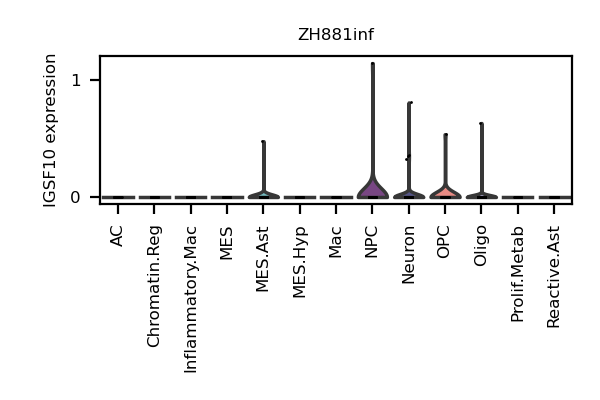 ZH881inf
IGSF10 expression
1
0
AC
Chromatin.Reg
Inflammatory.Mac
MES
MES.Ast
MES.Hyp
Mac
NPC
Neuron
OPC
Oligo
Prolif.Metab
Reactive.Ast